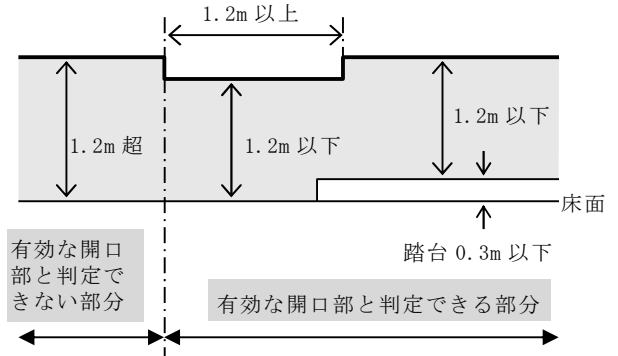 1.2m 以上
1.2m 超
1.2m 以下
1.2m 以下
床面
踏台 0.3m 以下
有効な開口
部と判定で
きない部分
有効な開口部と判定できる部分